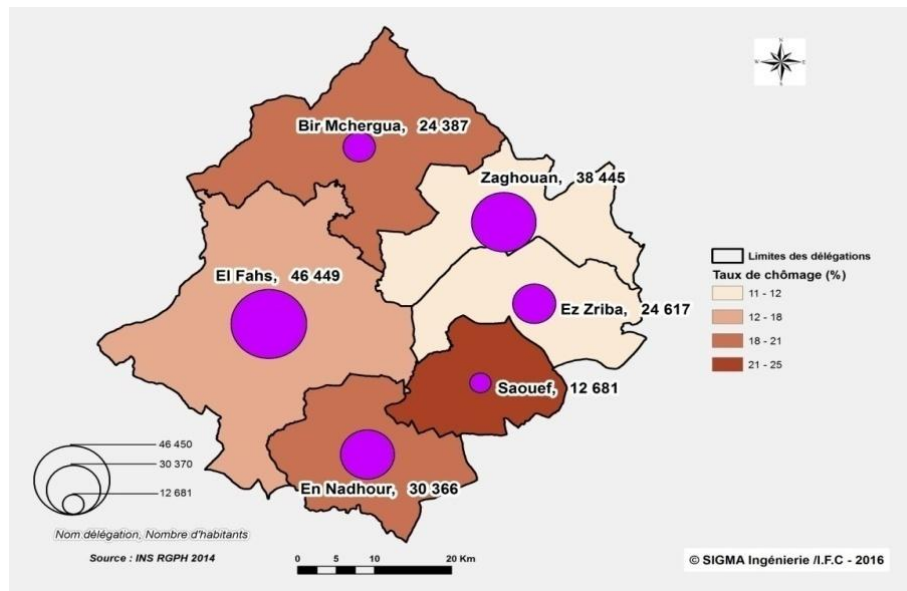 Bir Mchergua, 24 387
Zaghouan, 38 445
El Fahs, 46 449
Ez Zriba, 24 617
Saouef, 12 681
En Nadhour, 30 366
Limites des délégations
Taux de chômage (%)
11 - 12
12 - 18
18 - 21
21 - 25
46 450
30 370
12 681
Nom délégation, Nombre d'habitants
Source : INS RGPH 2014
0 5 10 20 Km
© SIGMA Ingénierie /I.F.C - 2016